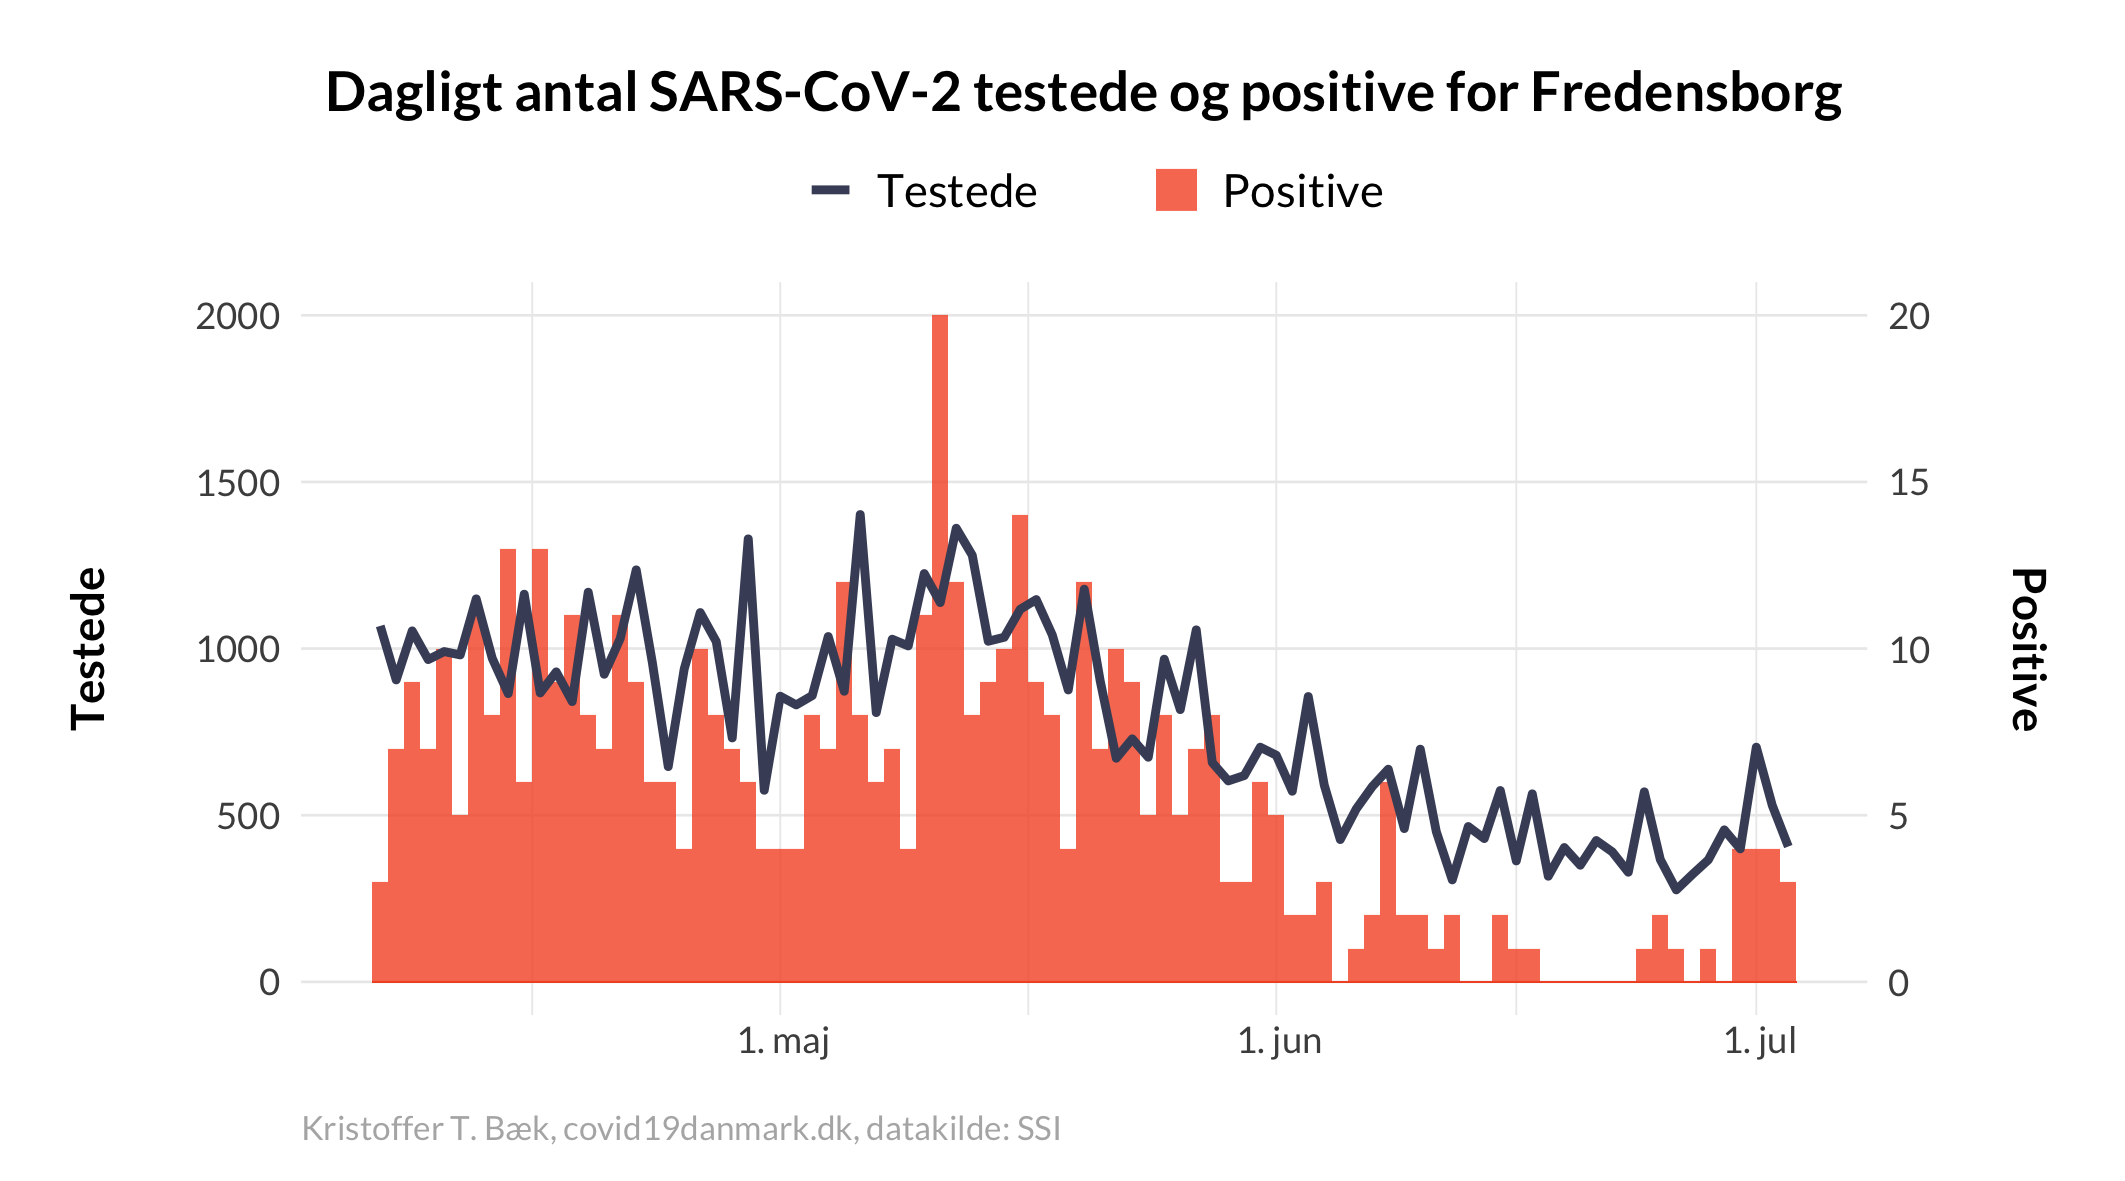 Dagligt antal SARS-CoV-2 testede og positive for Fredensborg
Testede
Positive
2000
1500
1000
500
0
Testede
20
15
10
5
0
Positive
1. maj
1. jun
1. jul
Kristoffer T. Bæk, covid19danmark.dk, datakilde: SSI